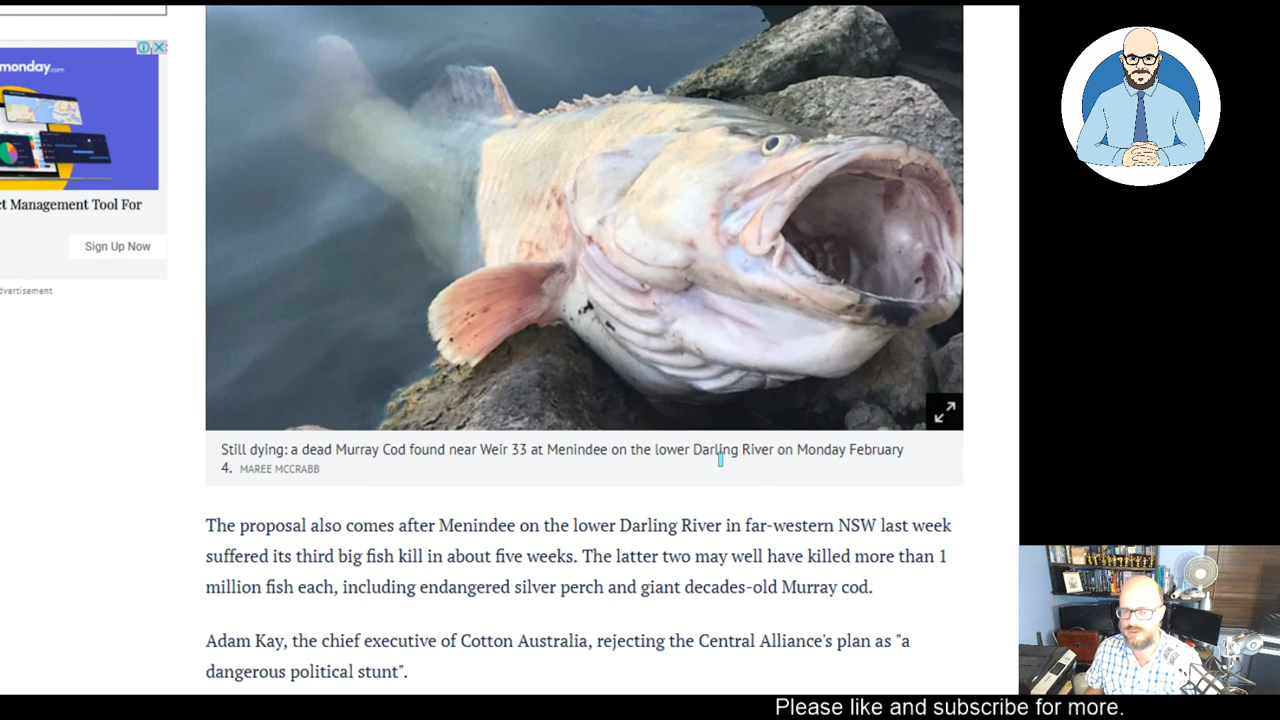 monday.com
ct Management Tool For
Sign Up Now
dvertisement
Still dying: a dead Murray Cod found near Weir 33 at Menindee on the lower Darling River on Monday February
4. MAREE MCCRABB
The proposal also comes after Menindee on the lower Darling River in far-western NSW last week
suffered its third big fish kill in about five weeks. The latter two may well have killed more than 1
million fish each, including endangered silver perch and giant decades-old Murray cod.
Adam Kay, the chief executive of Cotton Australia, rejecting the Central Alliance's plan as "a
dangerous political stunt".
Please like and subscribe for more.